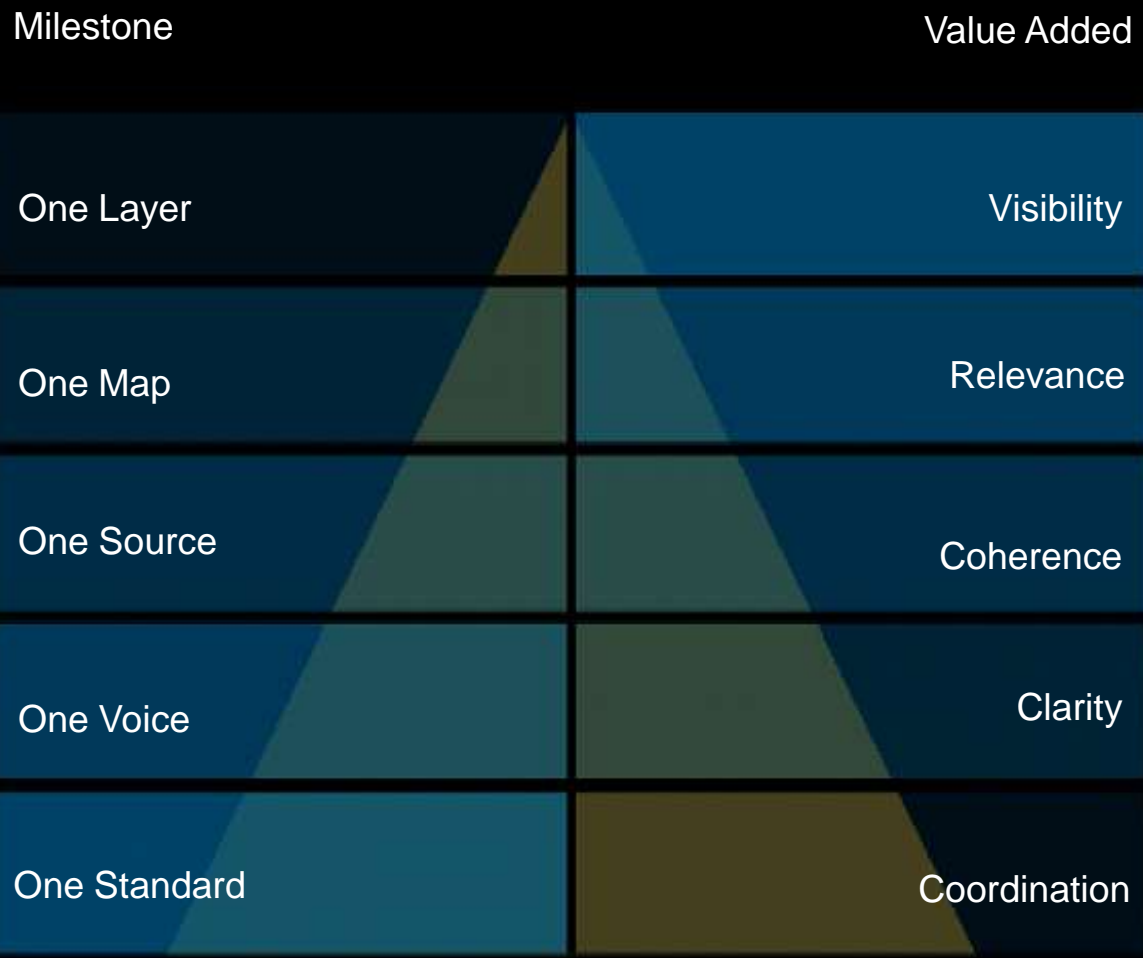 Milestone
Value Added
One Layer
Visibility
One Map
Relevance
One Source
Coherence
One Voice
Clarity
One Standard
Coordination